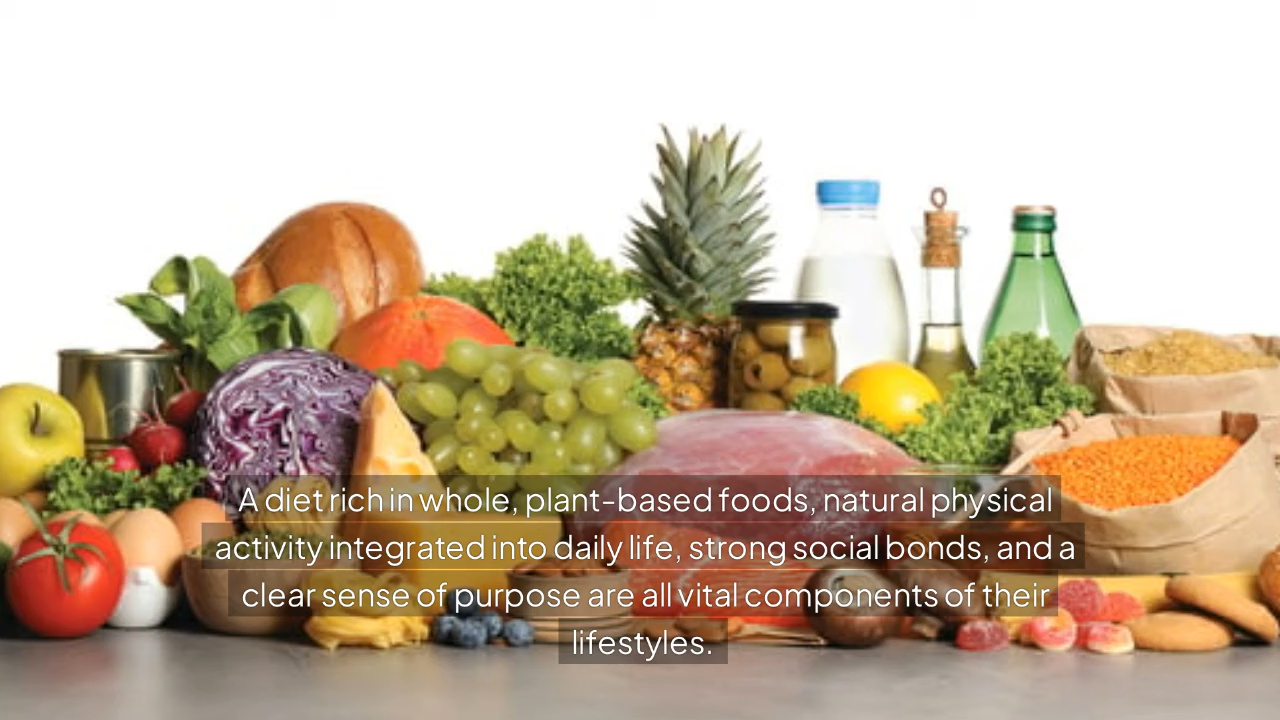 A diet rich in whole, plant-based foods, natural physical
activity integrated into daily life, strong social bonds, and a
clear sense of purpose are all vital components of their
lifestyles.